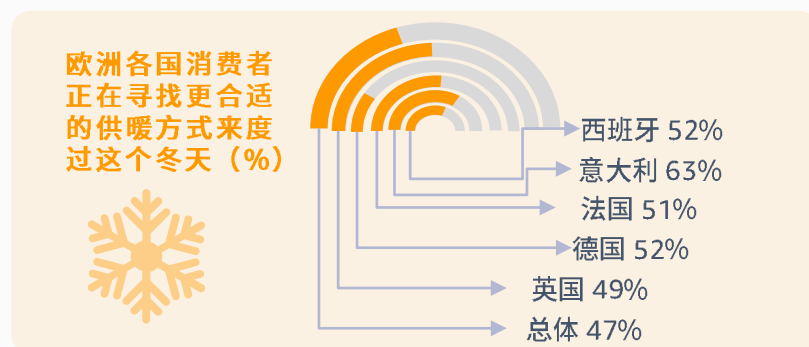 欧洲各国消费者
正在寻找更合适
的供暖方式来度
过这个冬天（%）
西班牙 52%
意大利 63%
法国 51%
德国 52%
英国 49%
总体 47%